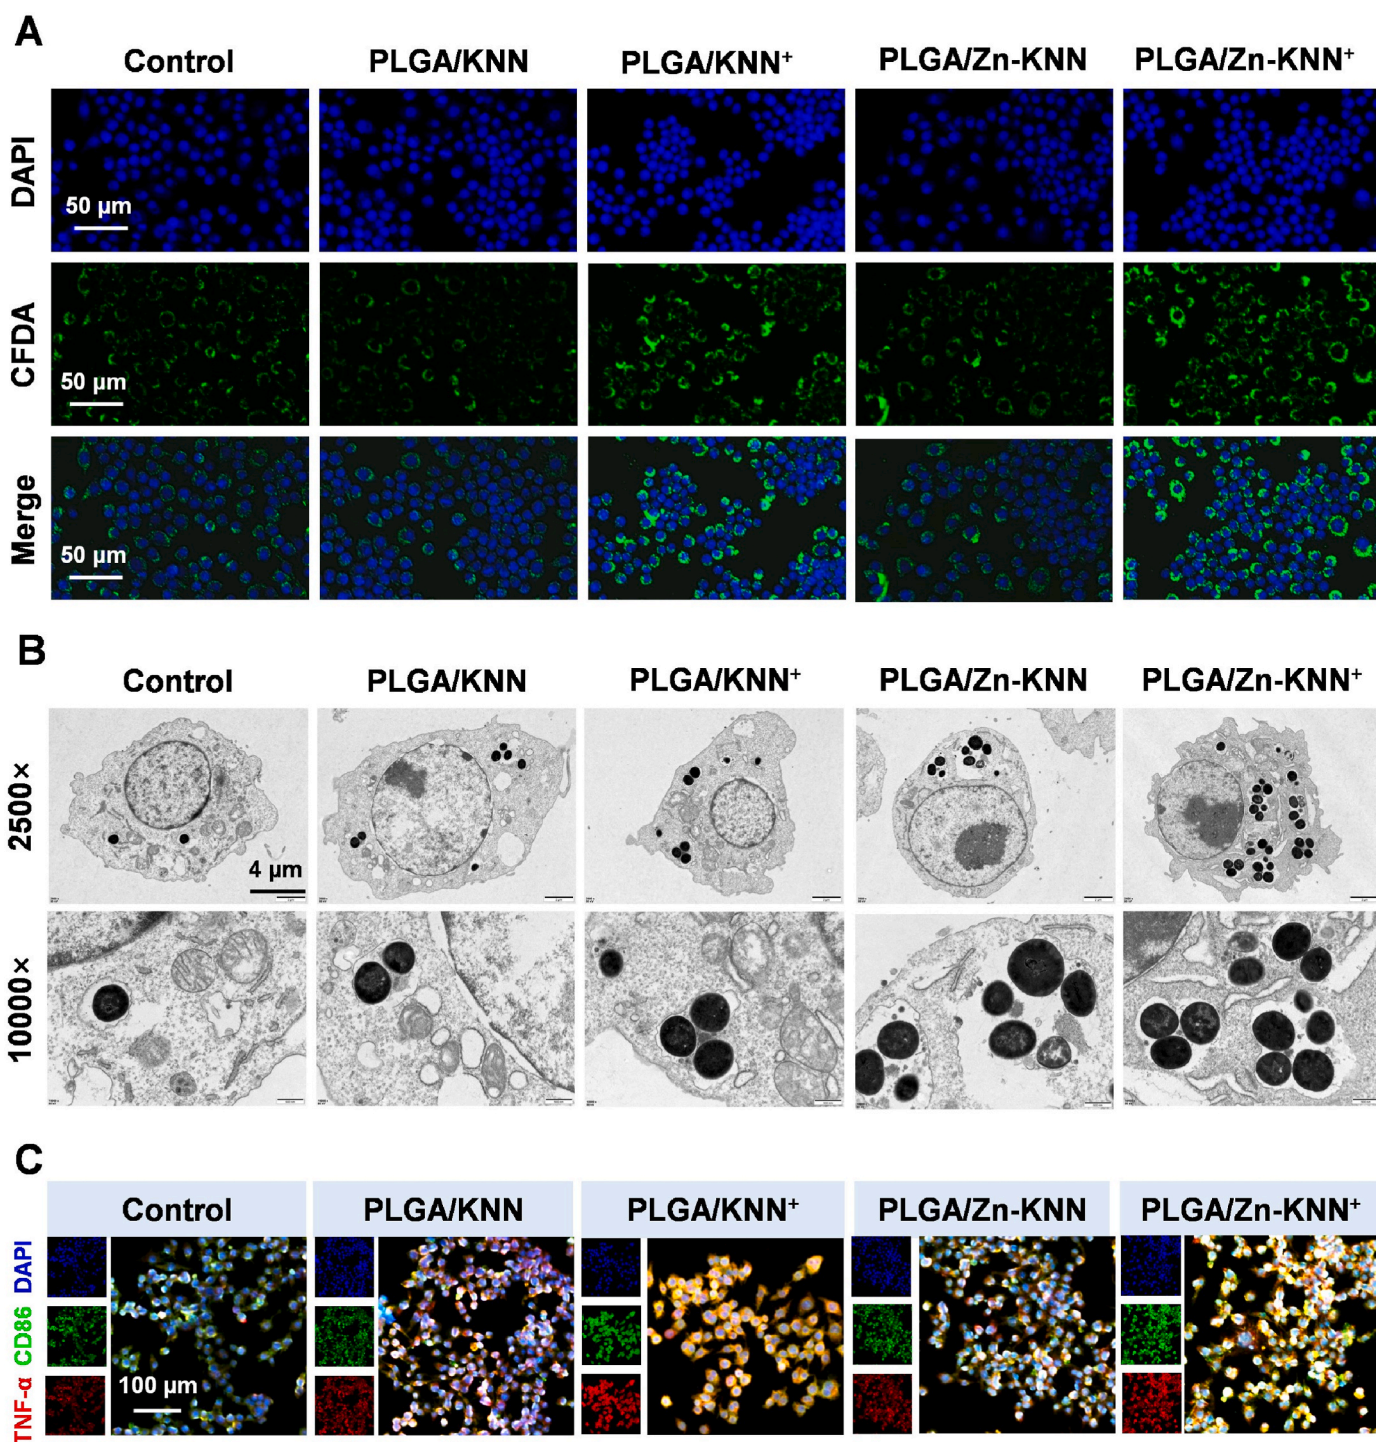 A
Control PLGA/KNN PLGA/KNN⁺ PLGA/Zn-KNN PLGA/Zn-KNN⁺
DAPI
50 µm
CFDA
50 µm
Merge
50 µm
B
Control PLGA/KNN PLGA/KNN⁺ PLGA/Zn-KNN PLGA/Zn-KNN⁺
2500×
4 µm
10000×
C
Control PLGA/KNN PLGA/KNN⁺ PLGA/Zn-KNN PLGA/Zn-KNN⁺
TNF-α CD86 DAPI
100 µm